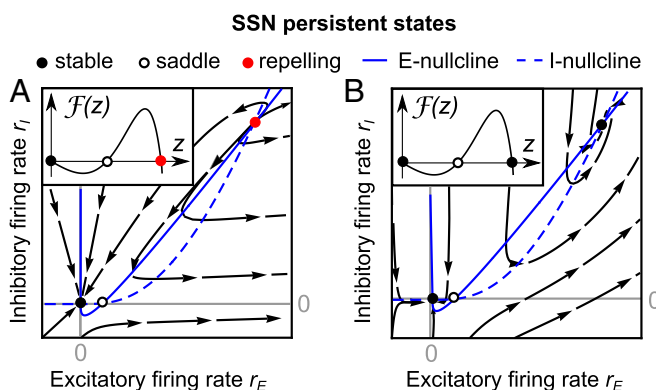 SSN persistent states
stable saddle repelling E-nullcline I-nullcline
A B
F(z) z
F(z) z
Inhibitory firing rate r_I
Inhibitory firing rate r_I
0
0
0
0
Excitatory firing rate r_E
Excitatory firing rate r_E